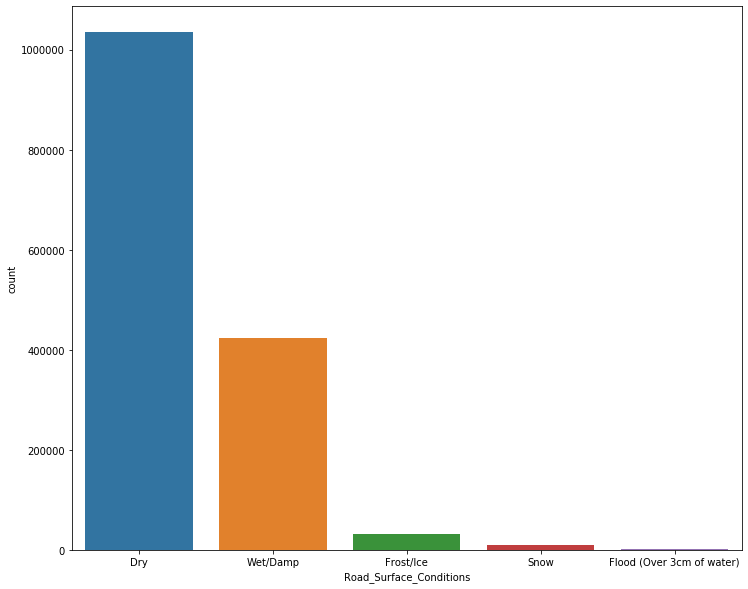 1000000
800000
600000
400000
200000
0
count
Dry Wet/Damp Frost/Ice Snow Flood (Over 3cm of water)
Road_Surface_Conditions